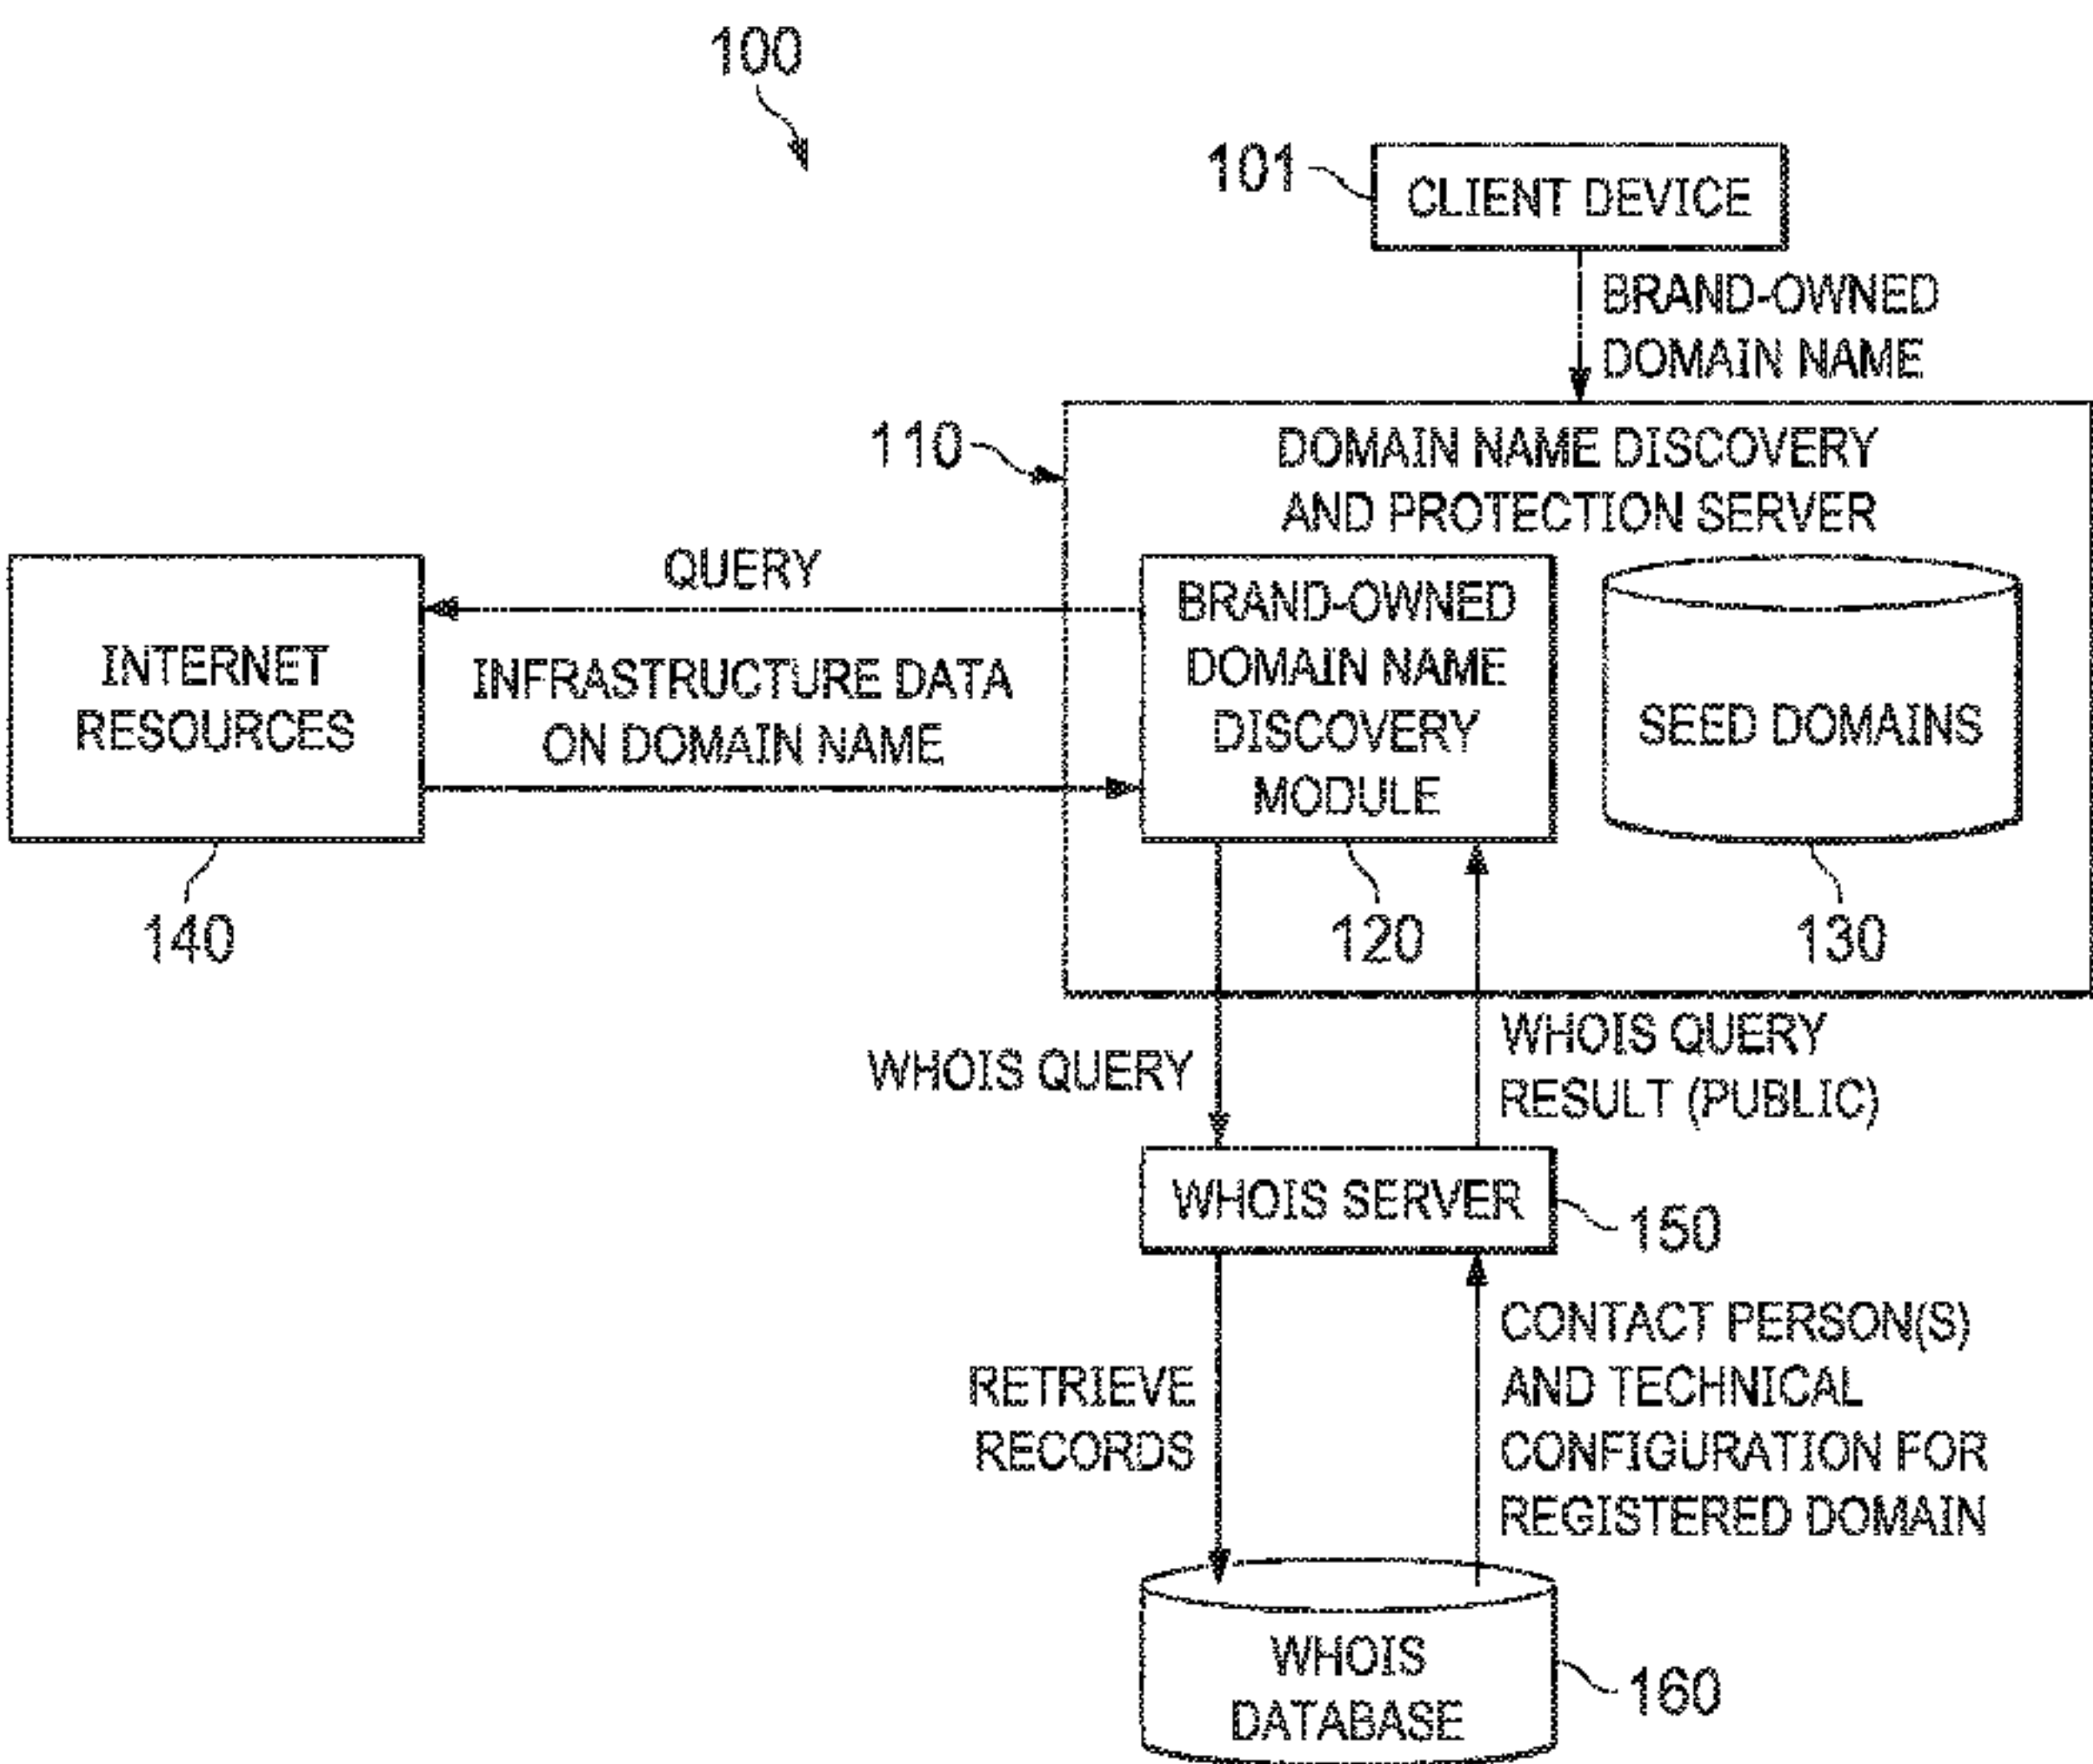 100
101
CLIENT DEVICE
BRAND-OWNED
DOMAIN NAME
110
DOMAIN NAME DISCOVERY
AND PROTECTION SERVER
QUERY
INTERNET
RESOURCES
INFRASTRUCTURE DATA
ON DOMAIN NAME
BRAND-OWNED
DOMAIN NAME
DISCOVERY
MODULE
SEED DOMAINS
140
120
130
WHOIS QUERY
WHOIS QUERY
RESULT (PUBLIC)
WHOIS SERVER
150
RETRIEVE
RECORDS
CONTACT PERSON(S)
AND TECHNICAL
CONFIGURATION FOR
REGISTERED DOMAIN
WHOIS
DATABASE
160